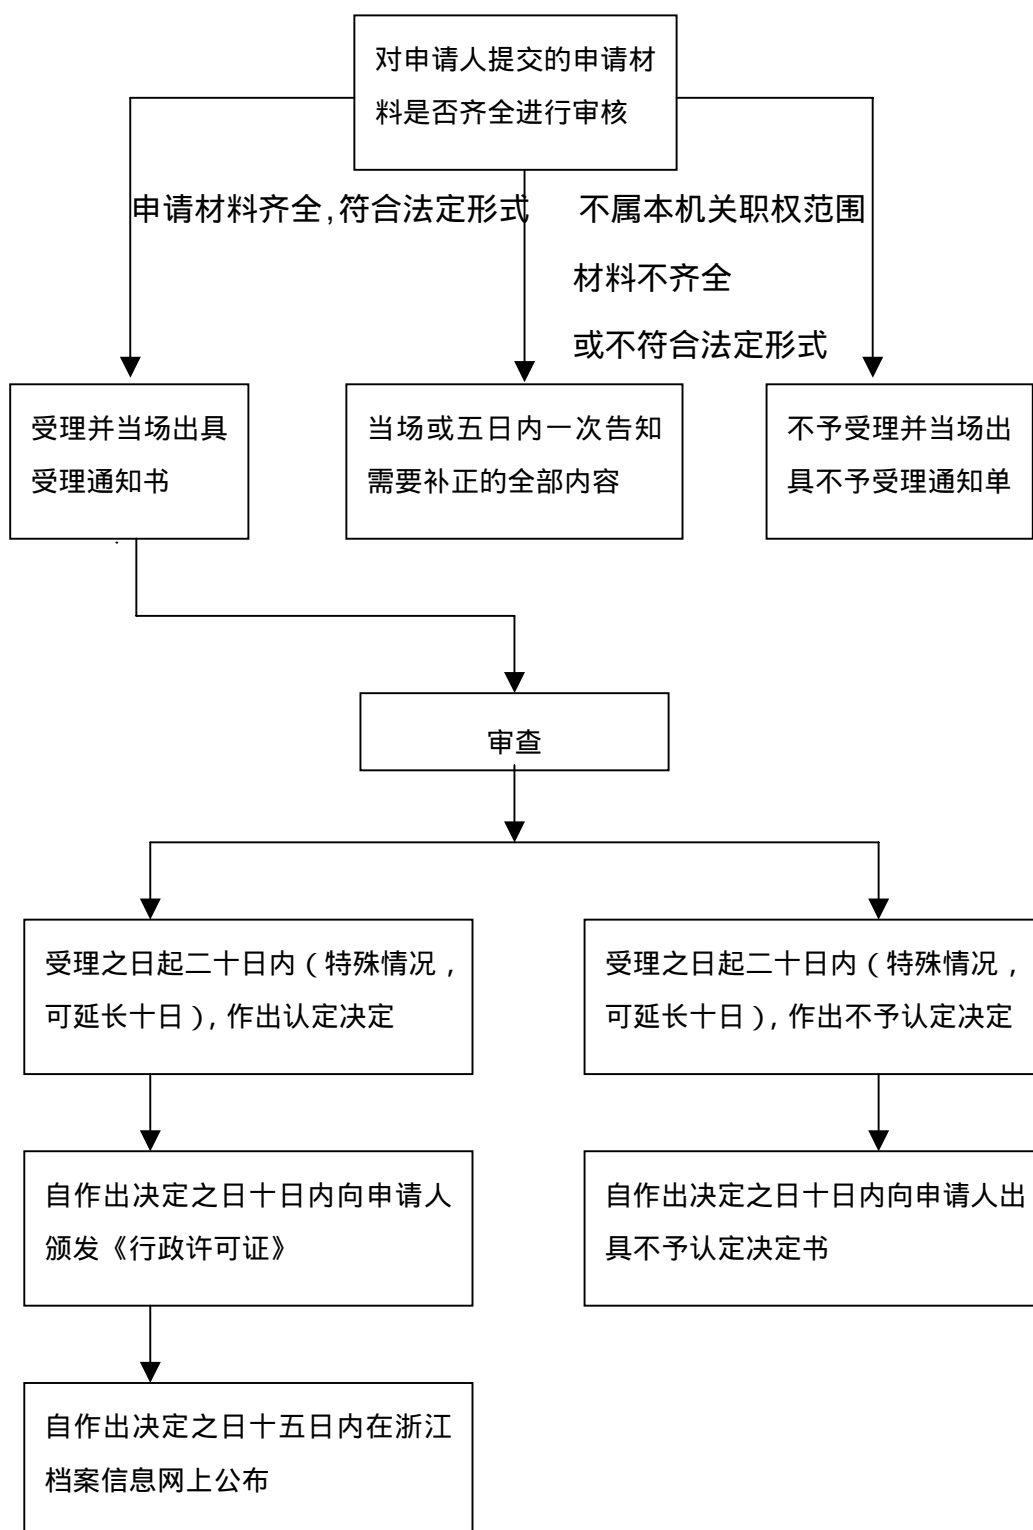 对申请人提交的申请材
料是否齐全进行审核
申请材料齐全,符合法定形式
不属本机关职权范围
材料不齐全
或不符合法定形式
受理并当场出具
受理通知书
当场或五日内一次告知
需要补正的全部内容
不予受理并当场出
具不予受理通知单
审查
受理之日起二十日内（特殊情况，
可延长十日）,作出认定决定
受理之日起二十日内（特殊情况，
可延长十日）,作出不予认定决定
自作出决定之日十日内向申请人
颁发《行政许可证》
自作出决定之日十日内向申请人出
具不予认定决定书
自作出决定之日十五日内在浙江
档案信息网上公布